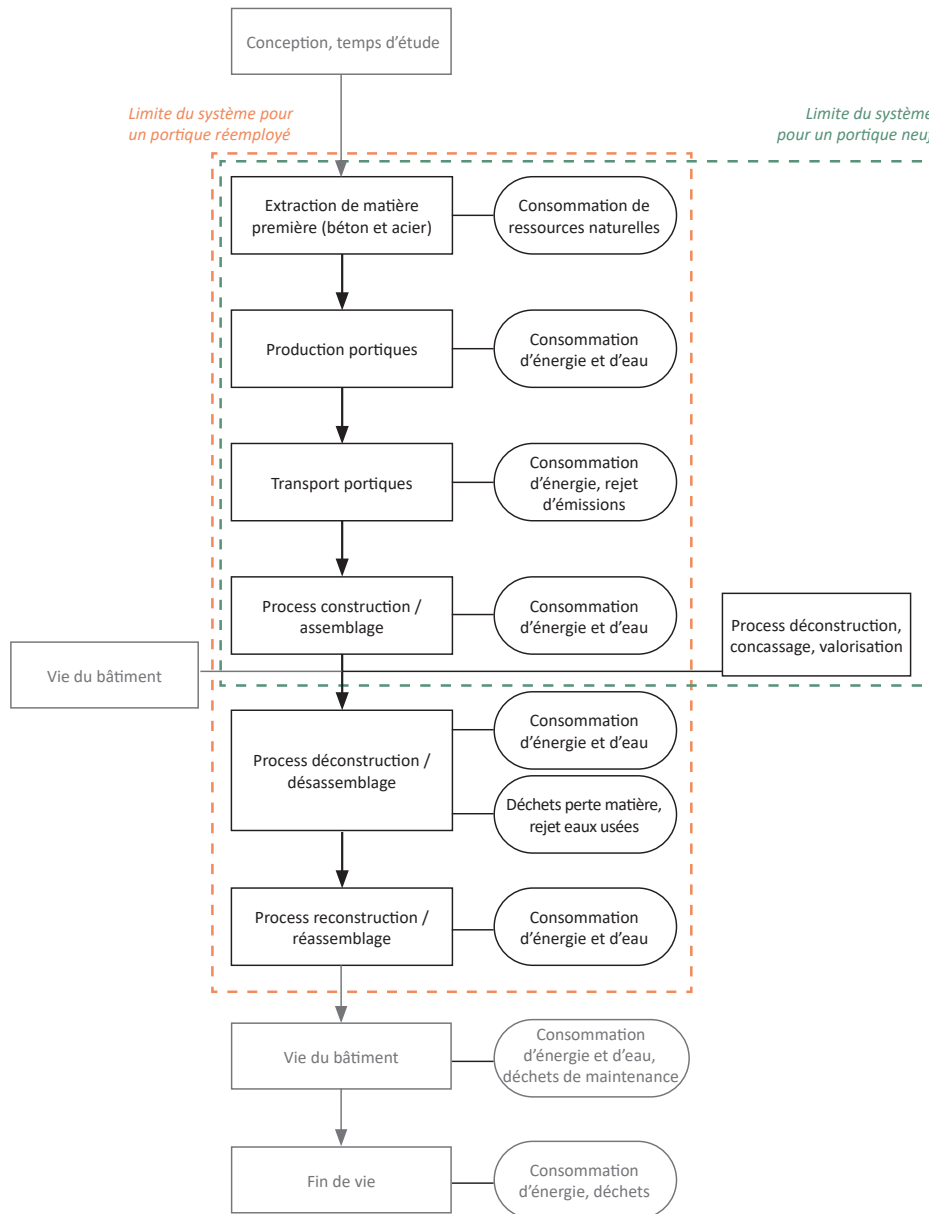 Conception, temps d'étude
Limite du système pour
un portique réemployé
Limite du système
pour un portique neuf
Extraction de matière
première (béton et acier)
Consommation de
ressources naturelles
Production portiques
Consommation
d'énergie et d'eau
Transport portiques
Consommation
d'énergie, rejet
d'émissions
Process construction /
assemblage
Consommation
d'énergie et d'eau
Process déconstruction,
concassage, valorisation
Vie du bâtiment
Process déconstruction /
désassemblage
Consommation
d'énergie et d'eau
Déchets perte matière,
rejet eaux usées
Process reconstruction /
réassemblage
Consommation
d'énergie et d'eau
Vie du bâtiment
Consommation
d'énergie et d'eau,
déchets de maintenance
Fin de vie
Consommation
d'énergie, déchets